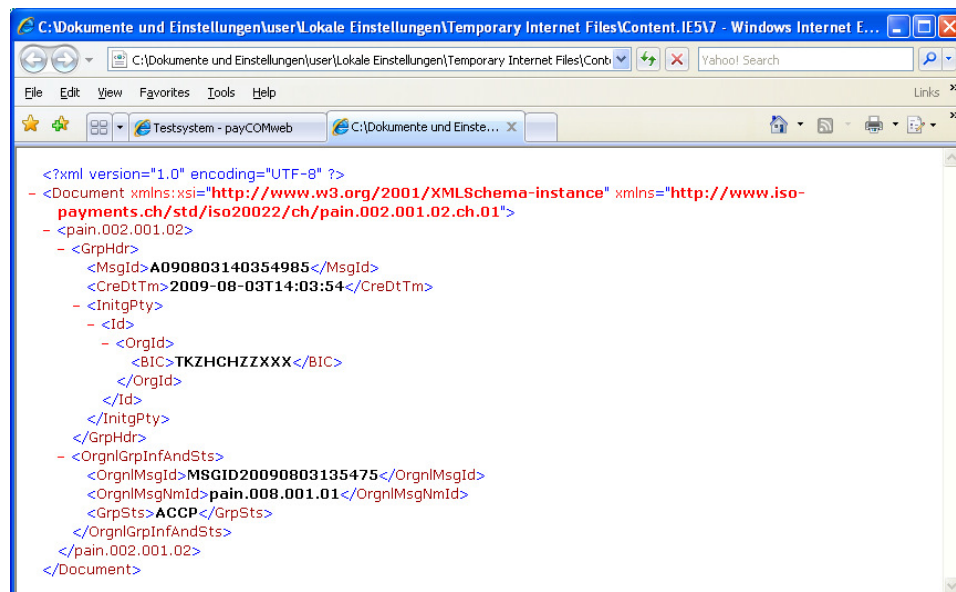 C:\Dokumente und Einstellungen\user\Lokale Einstellungen\Temporary Internet Files\Content.IE5\7 - Windows Internet E...
C:\Dokumente und Einstellungen\user\Lokale Einstellungen\Temporary Internet Files\Conte
Yahoo! Search
File Edit View Favorites Tools Help
Links »
Testsystem - payCOMweb
C:\Dokumente und Einste... X
<?xml version="1.0" encoding="UTF-8" ?>
- <Document xmlns:xsi="http://www.w3.org/2001/XMLSchema-instance" xmlns="http://www.iso-
payments.ch/std/iso20022/ch/pain.002.001.02.ch.01">
- <pain.002.001.02>
- <GrpHdr>
<MsgId>A090803140354985</MsgId>
<CreDtTm>2009-08-03T14:03:54</CreDtTm>
- <InitgPty>
- <Id>
- <OrgId>
<BIC>TKZHCHZZXXX</BIC>
</OrgId>
</Id>
</InitgPty>
</GrpHdr>
- <OrgnlGrpInfAndSts>
<OrgnlMsgId>MSGID20090803135475</OrgnlMsgId>
<OrgnlMsgNmId>pain.008.001.01</OrgnlMsgNmId>
<GrpSts>ACCP</GrpSts>
</OrgnlGrpInfAndSts>
</pain.002.001.02>
</Document>